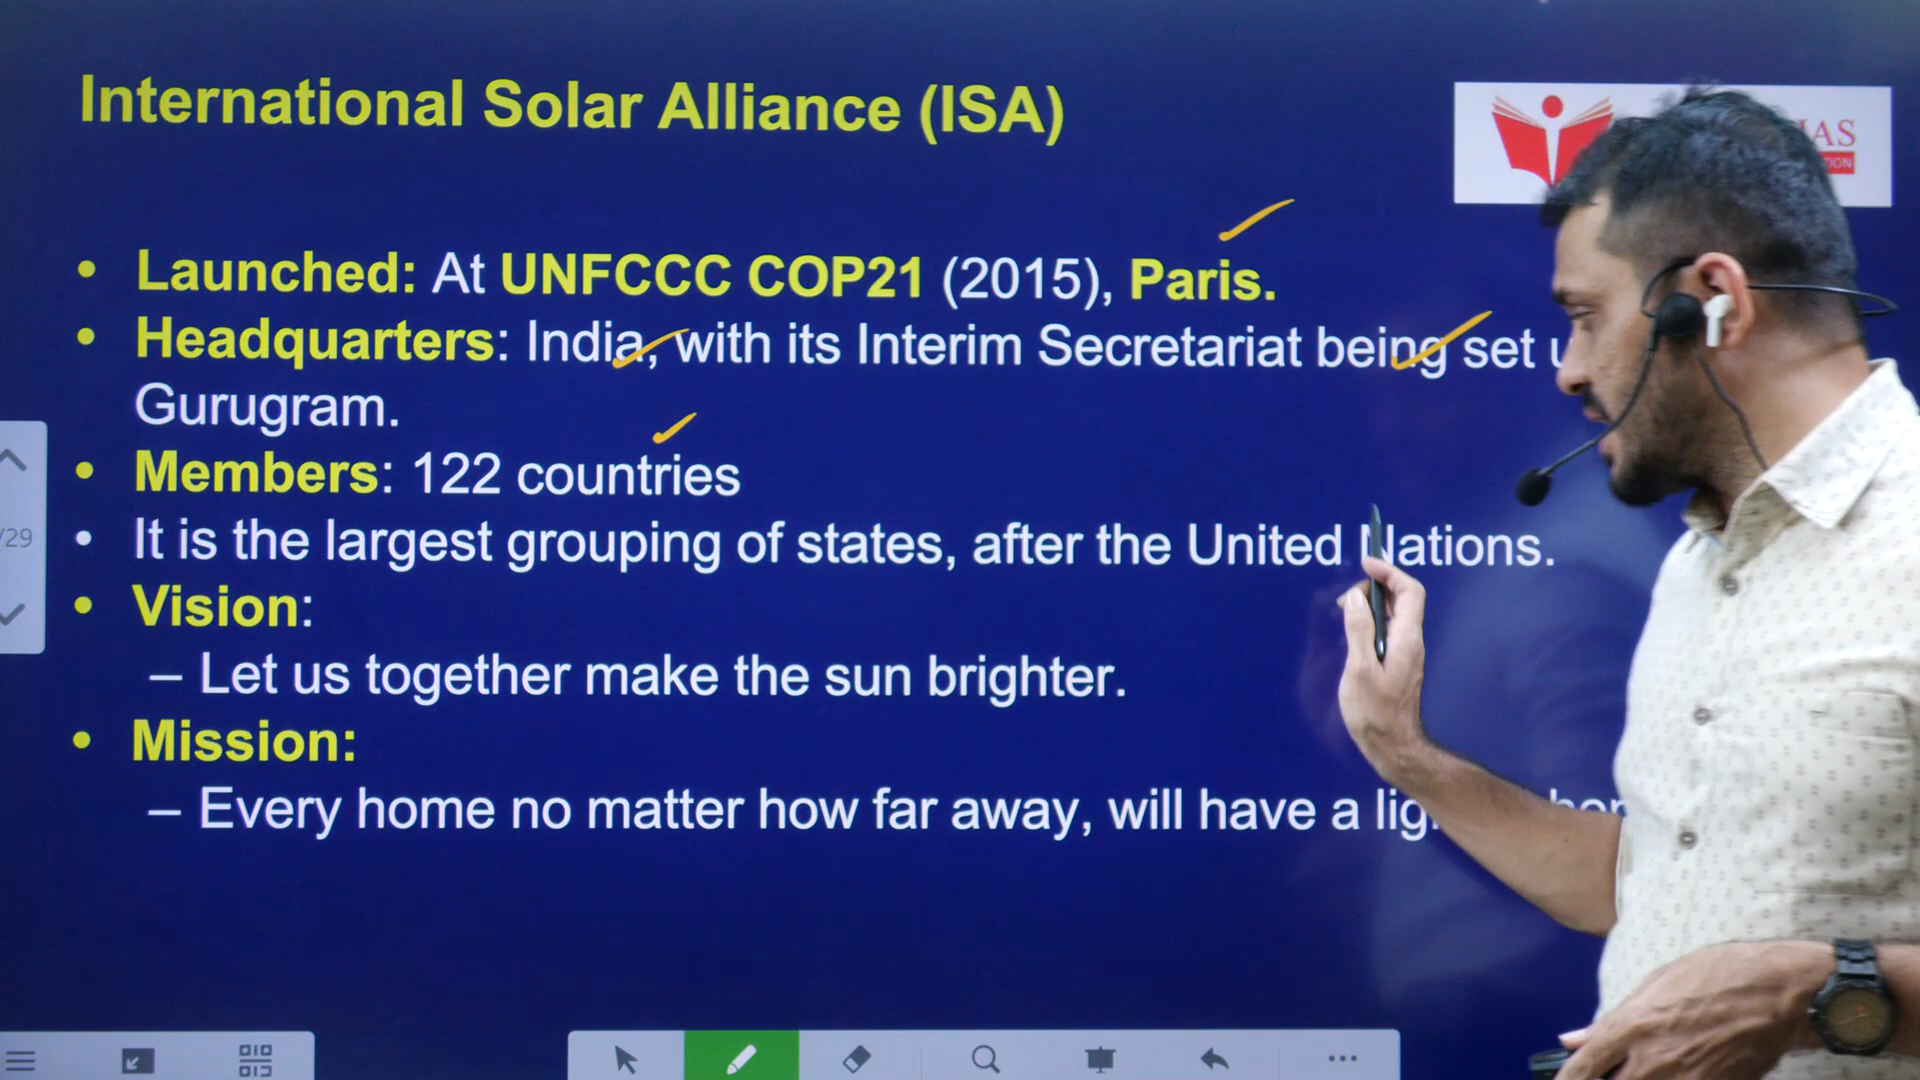 International Solar Alliance (ISA)
IAS
TION
• Launched: At UNFCCC COP21 (2015), Paris.
• Headquarters: India, with its Interim Secretariat being set
Gurugram.
• Members: 122 countries
• It is the largest grouping of states, after the United Nations.
/29
• Vision:
– Let us together make the sun brighter.
• Mission:
– Every home no matter how far away, will have a